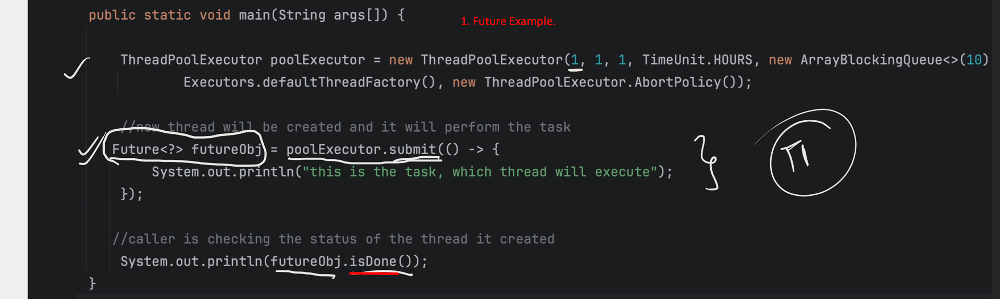 public static void main(String args[]) {
1. Future Example.
ThreadPoolExecutor poolExecutor = new ThreadPoolExecutor(1, 1, 1, TimeUnit.HOURS, new ArrayBlockingQueue<>(10)
Executors.defaultThreadFactory(), new ThreadPoolExecutor.AbortPolicy());
//new thread will be created and it will perform the task
Future<?> futureObj = poolExecutor.submit(() -> {
System.out.println("this is the task, which thread will execute");
});
//caller is checking the status of the thread it created
System.out.println(futureObj.isDone());
}